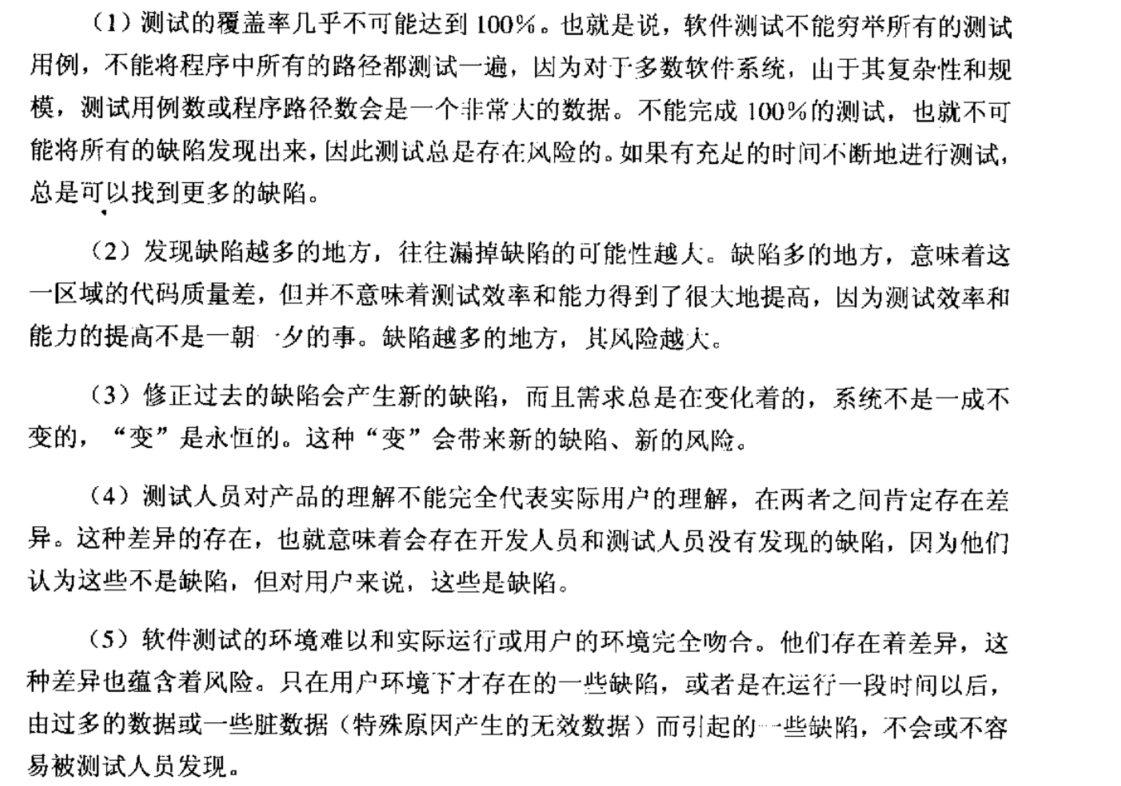 （1）测试的覆盖率几乎不可能达到 100%。也就是说，软件测试不能穷举所有的测试
用例，不能将程序中所有的路径都测试一遍，因为对于多数软件系统，由于其复杂性和规
模，测试用例数或程序路径数会是一个非常大的数据。不能完成 100%的测试，也就不可
能将所有的缺陷发现出来，因此测试总是存在风险的。如果有充足的时间不断地进行测试，
总是可以找到更多的缺陷。
（2）发现缺陷越多的地方，往往漏掉缺陷的可能性越大。缺陷多的地方，意味着这
一区域的代码质量差，但并不意味着测试效率和能力得到了很大地提高，因为测试效率和
能力的提高不是一朝一夕的事。缺陷越多的地方，其风险越大。
（3）修正过去的缺陷会产生新的缺陷，而且需求总是在变化着的，系统不是一成不
变的，“变”是永恒的。这种“变”会带来新的缺陷、新的风险。
（4）测试人员对产品的理解不能完全代表实际用户的理解，在两者之间肯定存在差
异。这种差异的存在，也就意味着会存在开发人员和测试人员没有发现的缺陷，因为他们
认为这些不是缺陷，但对用户来说，这些是缺陷。
（5）软件测试的环境难以和实际运行或用户的环境完全吻合。他们存在着差异，这
种差异也蕴含着风险。只在用户环境下才存在的一些缺陷，或者是在运行一段时间以后，
由过多的数据或一些脏数据（特殊原因产生的无效数据）而引起的一些缺陷，不会或不容
易被测试人员发现。